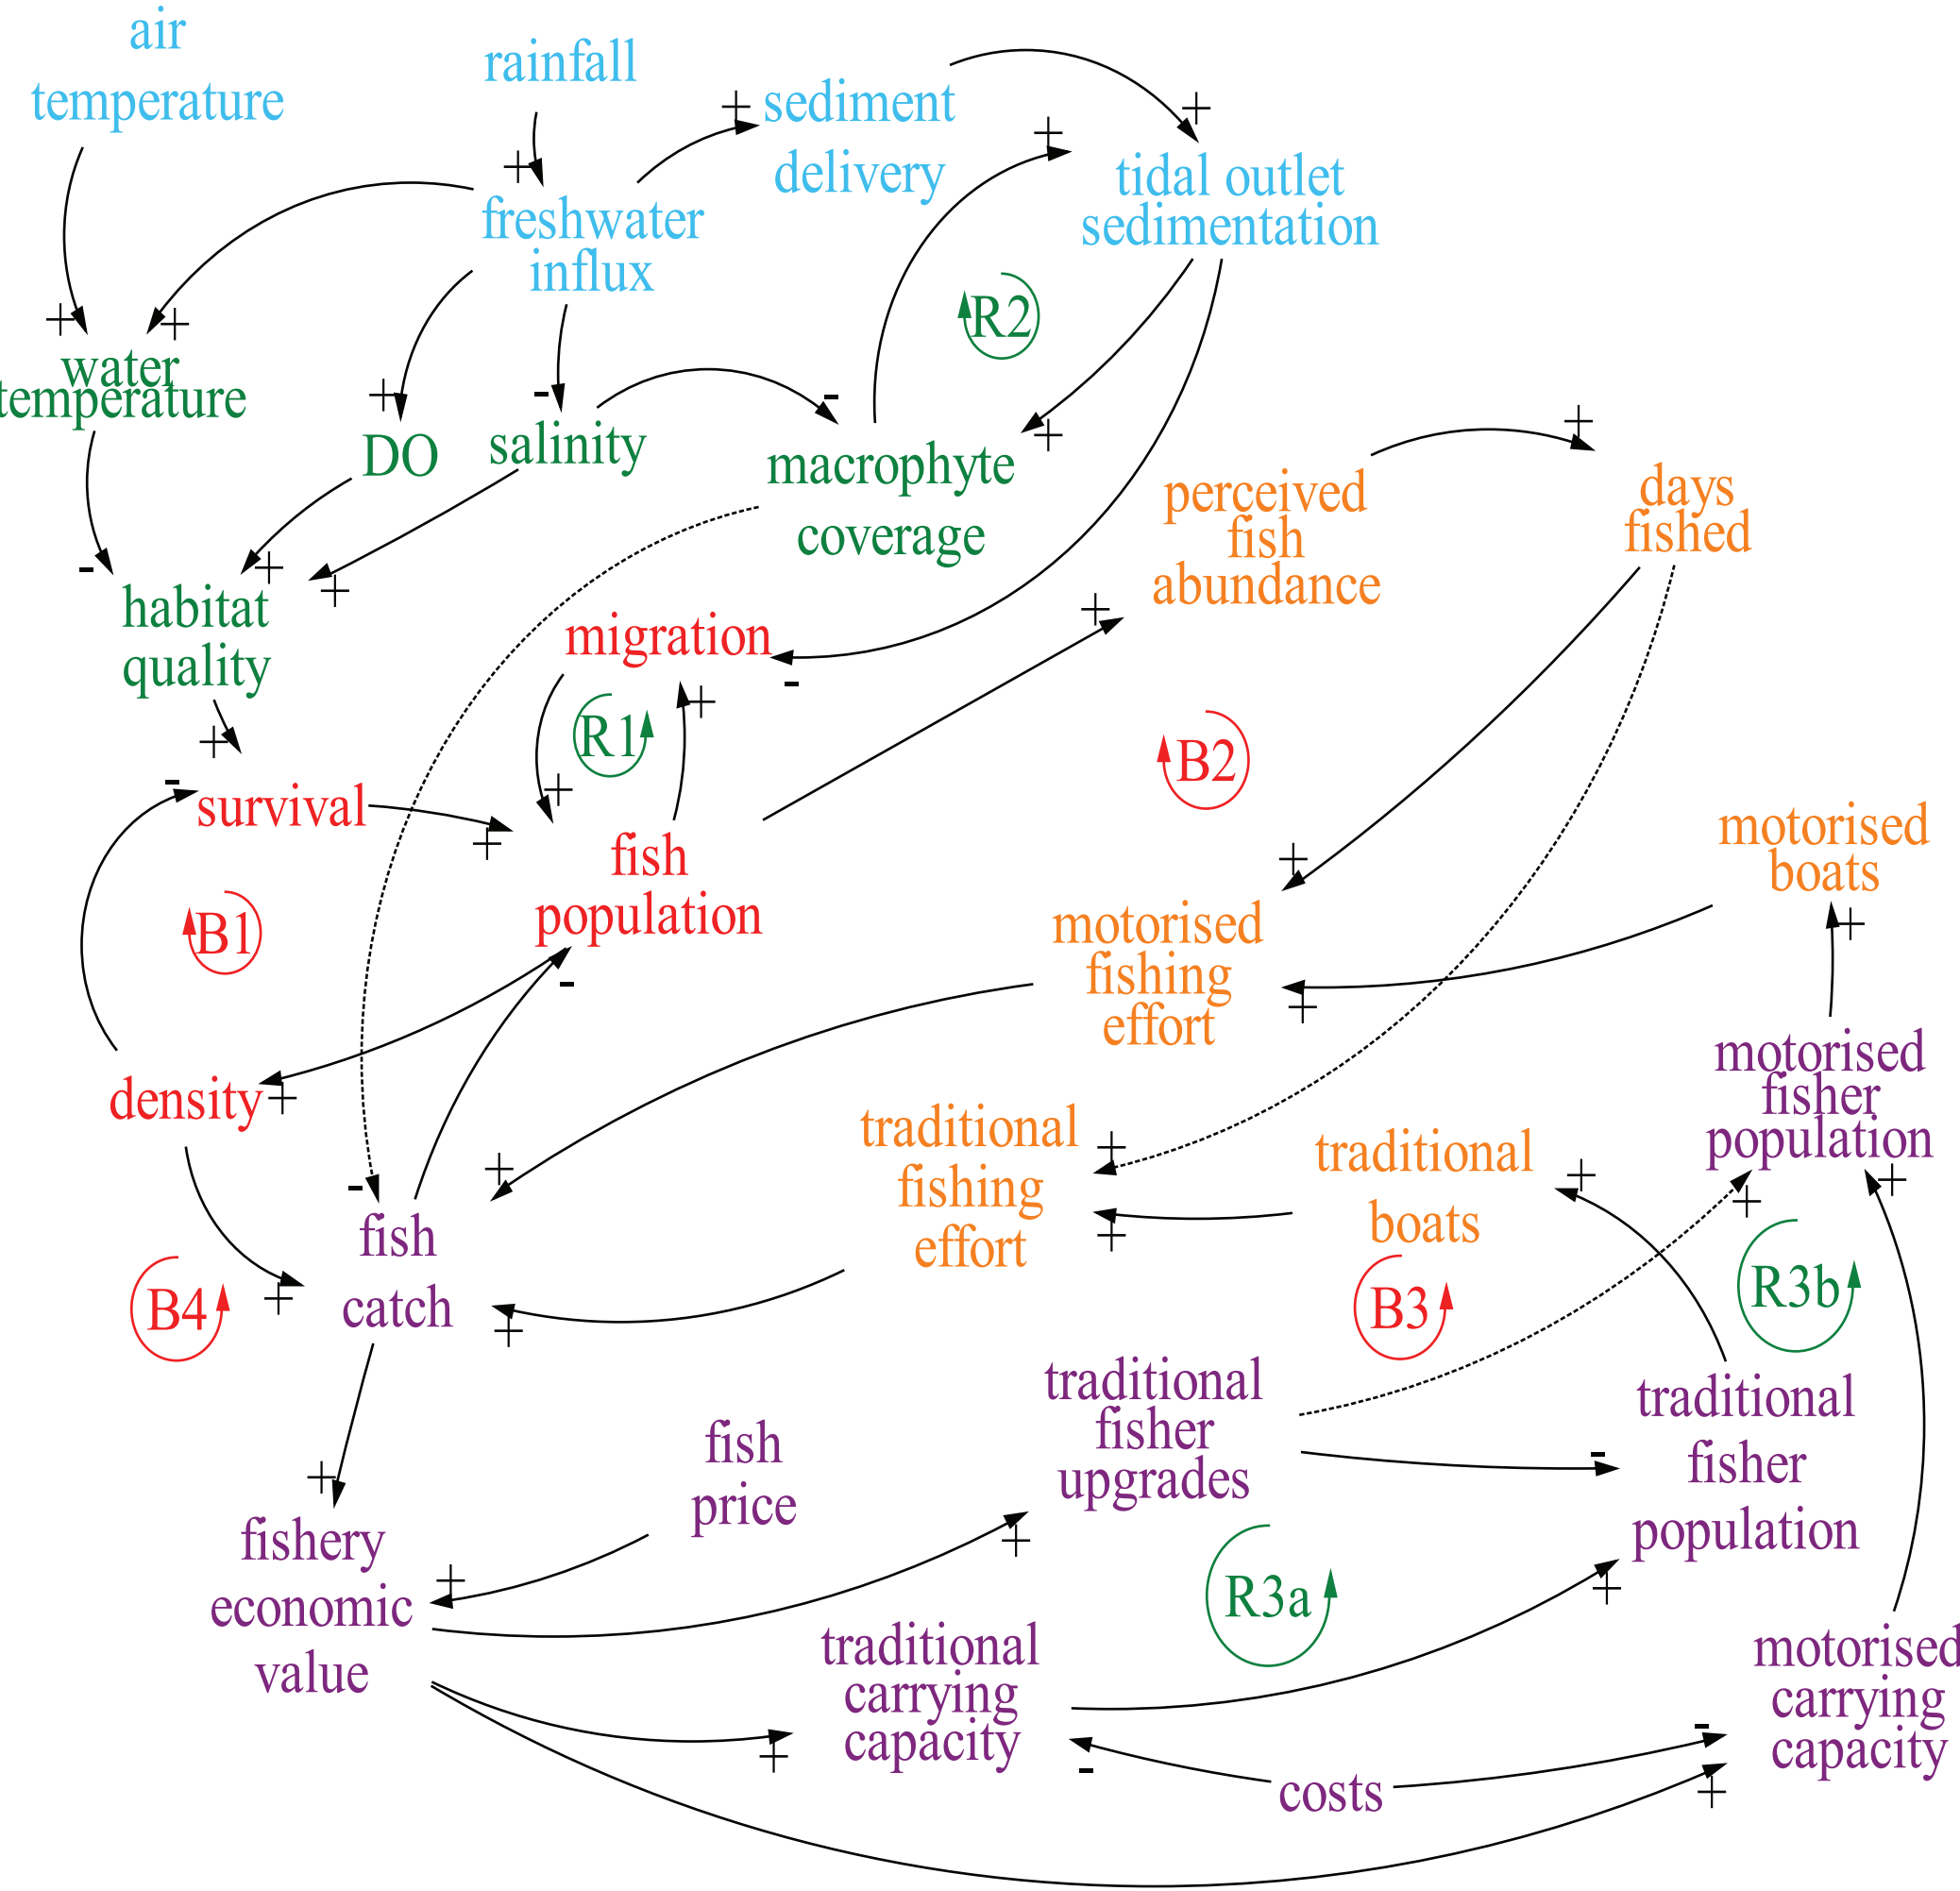 air
temperature
rainfall
sediment
delivery
+
+
+
+
tidal outlet
sedimentation
freshwater
influx
R2
+
+
water
temperature
+
-
-
DO
salinity
macrophyte
coverage
+
+
perceived
fish
abundance
days
fished
-
+
+
habitat
quality
+
migration
-
+
+
R1
B2
-
survival
+
+
fish
population
+
motorised
boats
B1
motorised
fishing
effort
+
-
+
motorised
fisher
population
density
+
traditional
fishing
effort
+
traditional
boats
+
-
+
+
+
fish
catch
+
B4
+
+
B3
R3b
traditional
fisher
upgrades
-
traditional
fisher
population
+
fish
price
+
fishery
economic
value
+
R3a
+
traditional
carrying
capacity
+
-
costs
-
+
motorised
carrying
capacity